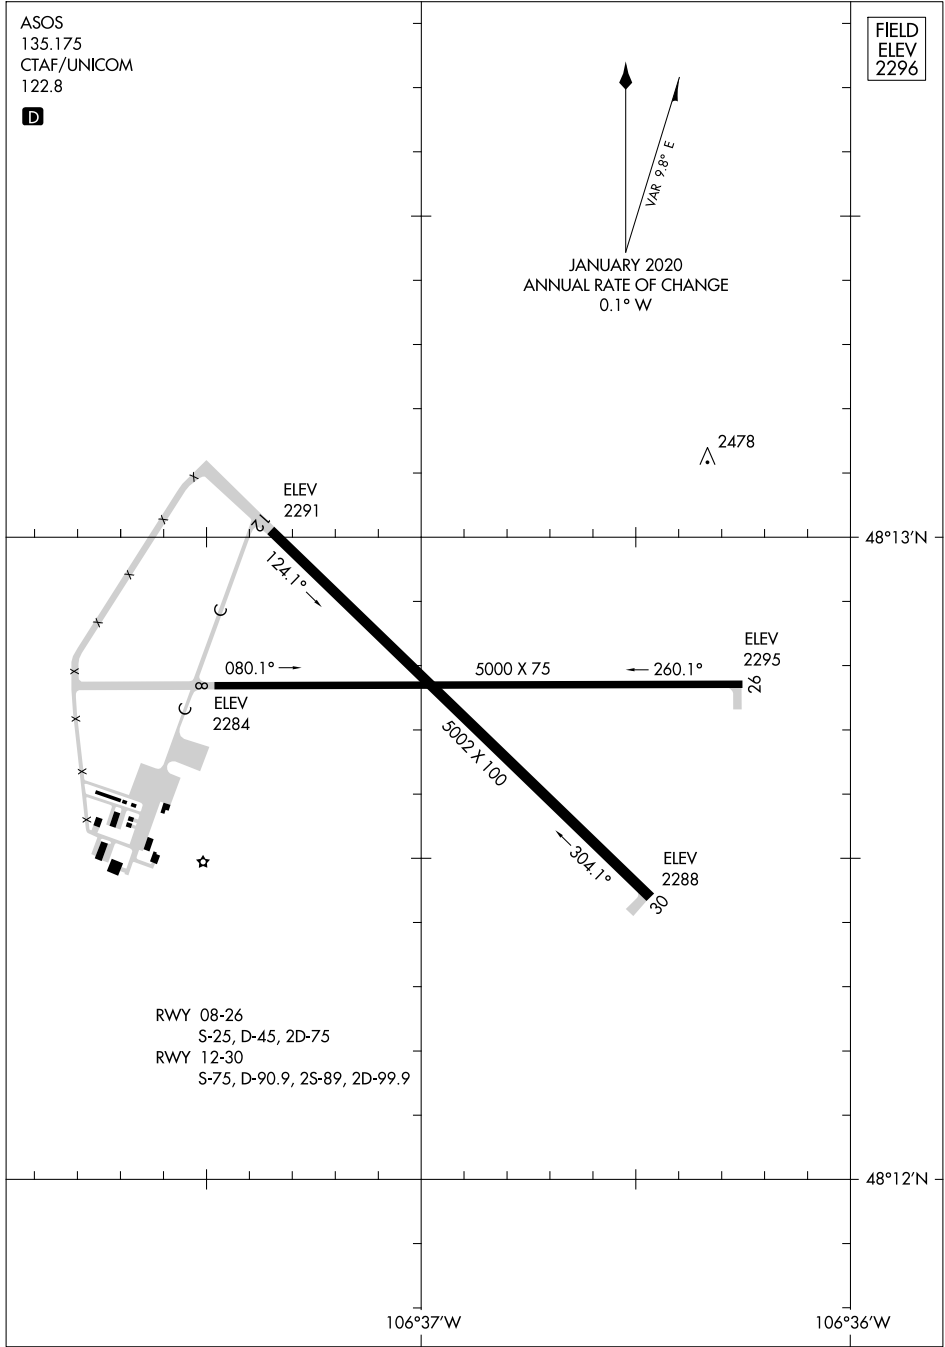 ASOS
135.175
CTAF/UNICOM
122.8
D
FIELD
ELEV
2296
VAR 9.8° E
JANUARY 2020
ANNUAL RATE OF CHANGE
0.1° W
2478
X
ELEV
2291
12
48°13'N
X
124.1°
X
C
X
X
080.1°
5000 X 75
260.1°
ELEV
2295
8
26
ELEV
2284
C
X
5002 X 100
X
X
304.1°
ELEV
2288
30
RWY 08-26
S-25, D-45, 2D-75
RWY 12-30
S-75, D-90.9, 2S-89, 2D-99.9
48°12'N
106°37'W
106°36'W